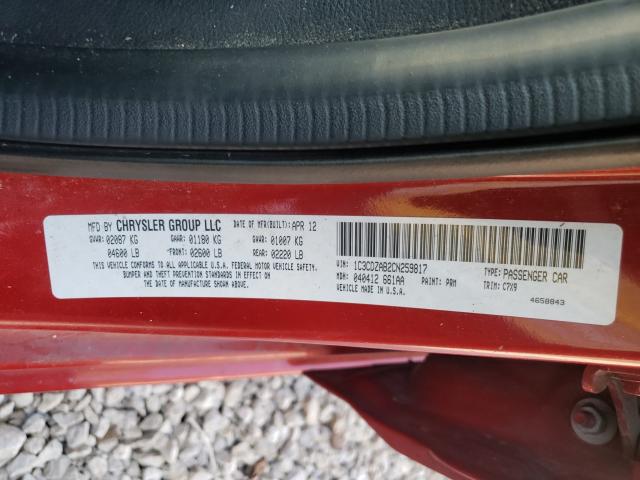 MFD BY CHRYSLER GROUP LLC DATE OF MFR(BUILT): APR 12
GVWR: 02087 KG GAWR: 01180 KG GAWR: 01007 KG
04600 LB FRONT: 02600 LB REAR: 02220 LB
THIS VEHICLE CONFORMS TO ALL APPLICABLE U.S.A. FEDERAL MOTOR VEHICLE SAFETY,
BUMPER AND THEFT PREVENTION STANDARDS IN EFFECT ON
THE DATE OF MANUFACTURE SHOWN ABOVE.
VIN: 1C3CDZAB2CN259817 TYPE: PASSENGER CAR
MDH: 040412 661AA PAINT: PRM TRIM: C7X9
VEHICLE MADE IN U.S.A.
4658843